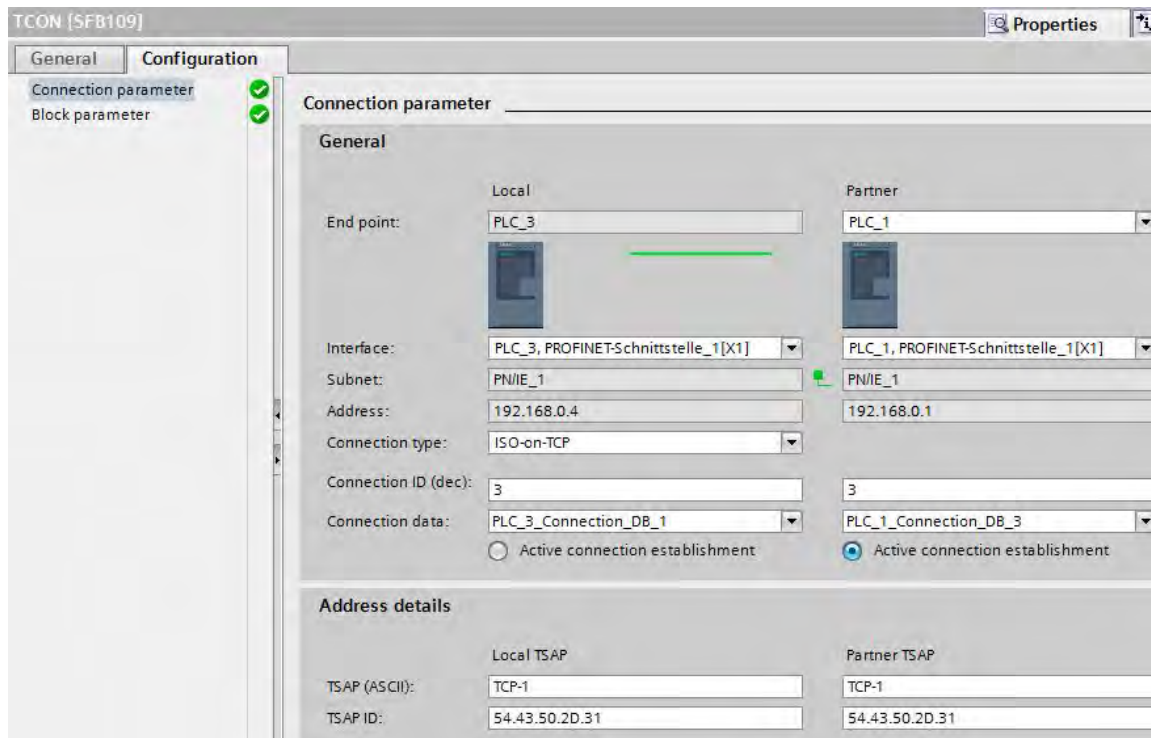 TCON [SFB109]
Properties
General Configuration
Connection parameter
Block parameter
Connection parameter
General
Local Partner
End point: PLC_3 PLC_1
Interface: PLC_3, PROFINET-Schnittstelle_1[X1] PLC_1, PROFINET-Schnittstelle_1[X1]
Subnet: PN/IE_1 PN/IE_1
Address: 192.168.0.4 192.168.0.1
Connection type: ISO-on-TCP
Connection ID (dec): 3 3
Connection data: PLC_3_Connection_DB_1 PLC_1_Connection_DB_3
Active connection establishment Active connection establishment
Address details
Local TSAP Partner TSAP
TSAP (ASCII): TCP-1 TCP-1
TSAP ID: 54.43.50.2D.31 54.43.50.2D.31